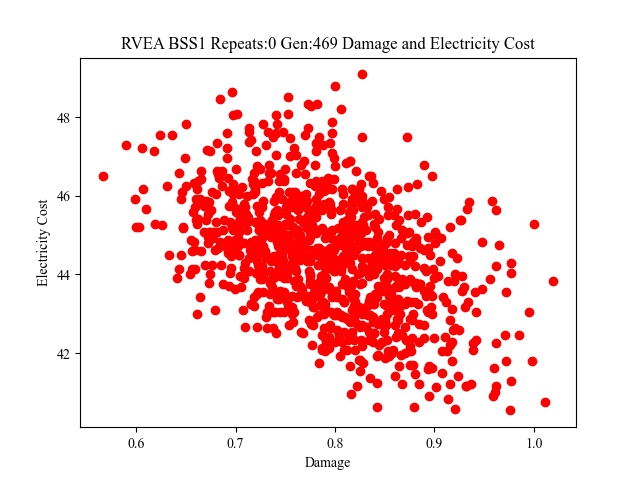 RVEA BSS1 Repeats:0 Gen:469 Damage and Electricity Cost
48
46
44
42
Electricity Cost
0.6 0.7 0.8 0.9 1.0
Damage